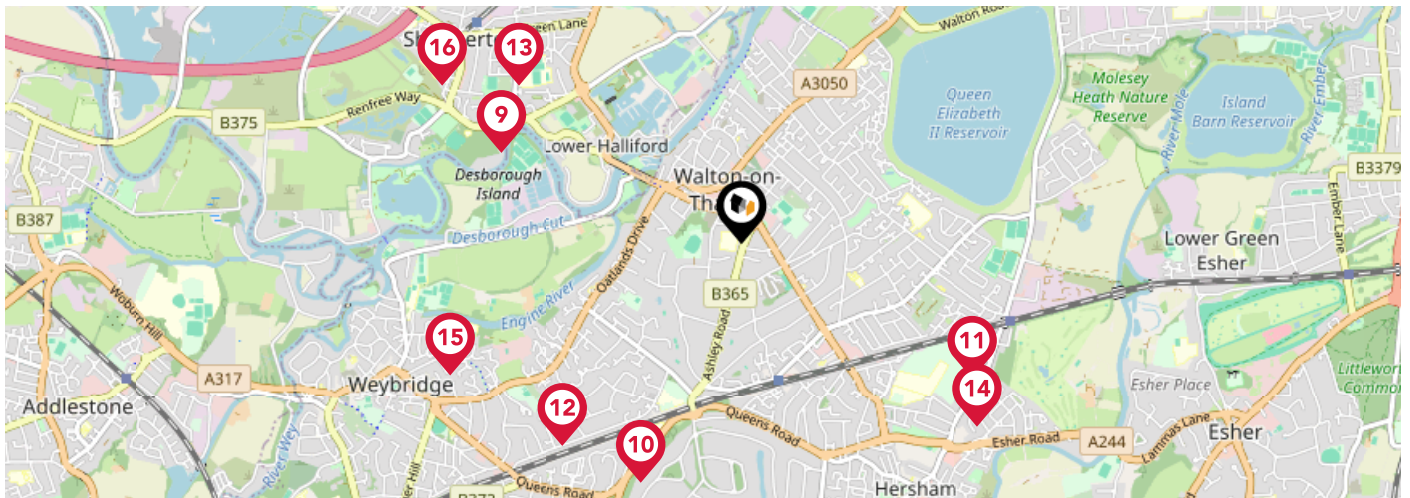 Walton Road
16
13
A3050
Molesey
Heath Nature
Reserve
Queen
Elizabeth
II Reservoir
Island
Barn Reservoir
River Mole
River Ember
Renfree Way
B375
9
Lower Halliford
Desborough
Island
Walton-on-
B3379
Ember Lane
B387
Desborough Cut
Oatlands Drive
Lower Green
Esher
Engine River
B365
Woburn Hill
Ashley Road
15
11
A317
Weybridge
14
Esher Place
Addlestone
12
Queens Road
10
Esher Road
A244
Lammas Lane
Esher
River Wey
Queens Road
Hersham